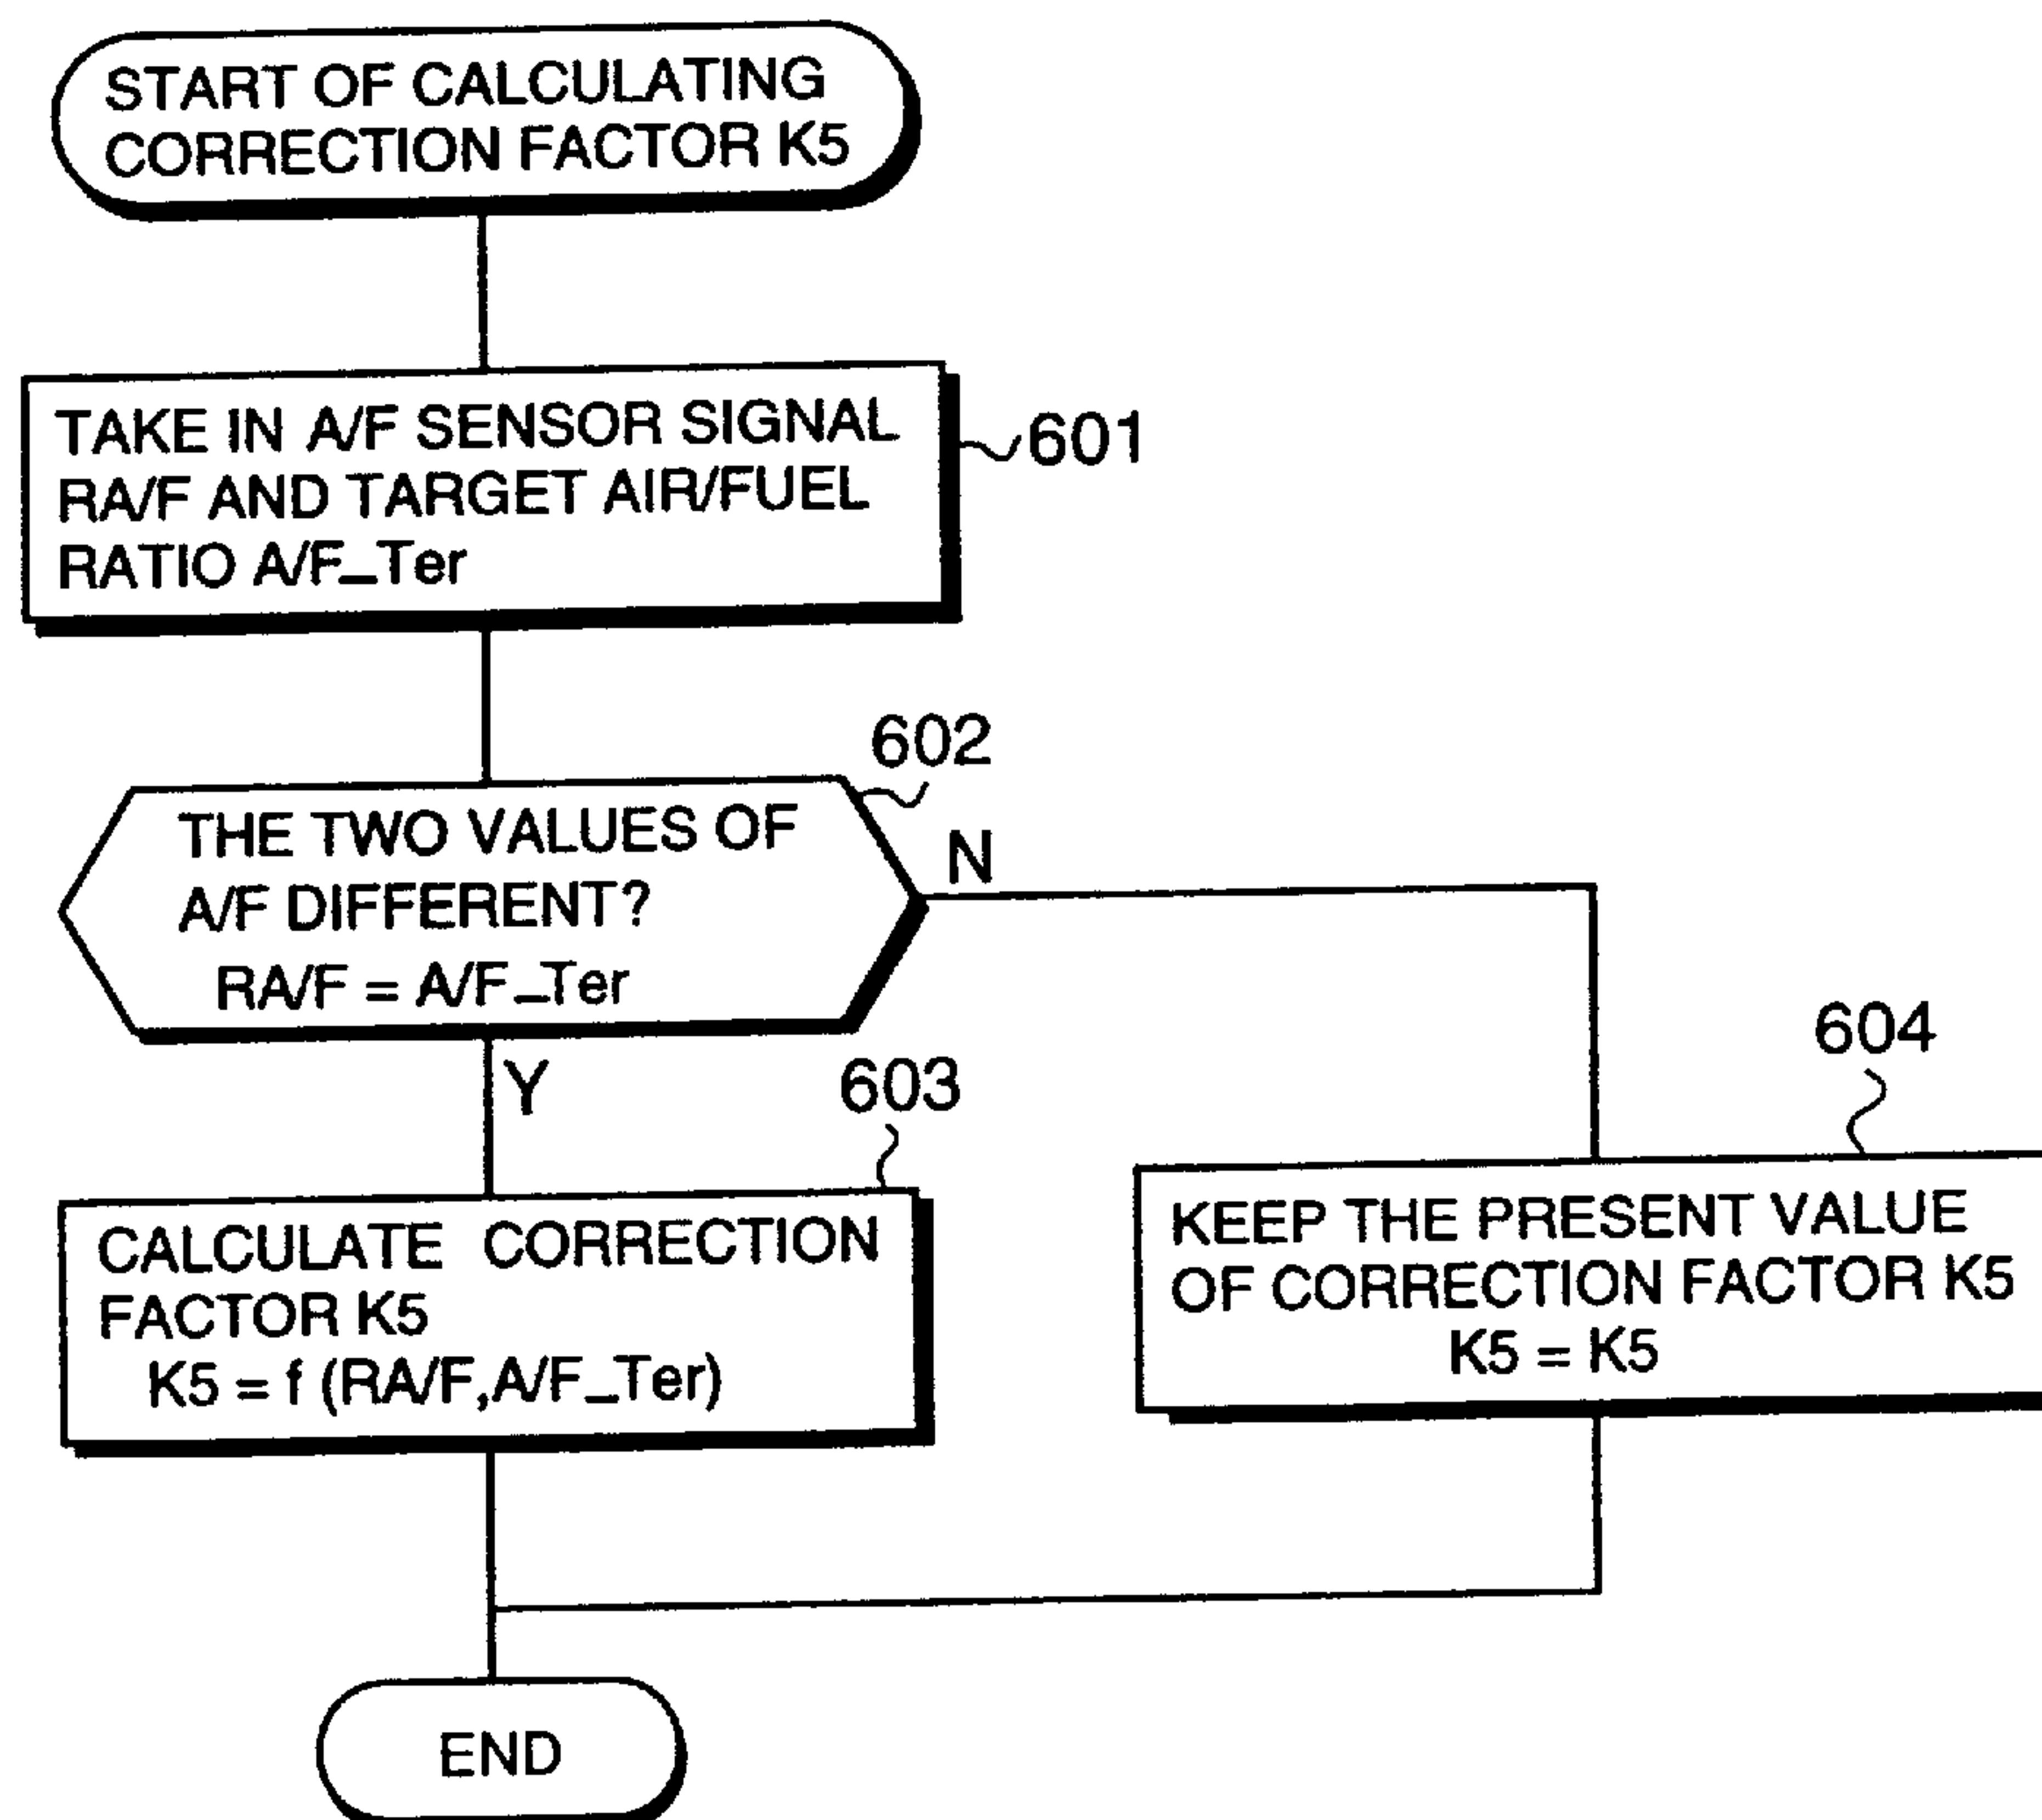 START OF CALCULATING
CORRECTION FACTOR K5
TAKE IN A/F SENSOR SIGNAL
RA/F AND TARGET AIR/FUEL
RATIO A/F_Ter
601
602
THE TWO VALUES OF
A/F DIFFERENT?
RA/F = A/F_Ter
N
Y
603
CALCULATE CORRECTION
FACTOR K5
K5 = f (RA/F,A/F_Ter)
604
KEEP THE PRESENT VALUE
OF CORRECTION FACTOR K5
K5 = K5
END